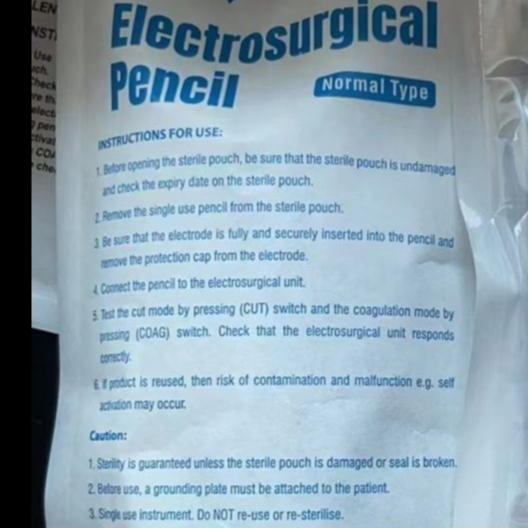 Electrosurgical
Pencil
Normal Type
INSTRUCTIONS FOR USE:
1. Before opening the sterile pouch, be sure that the sterile pouch is undamaged
and check the expiry date on the sterile pouch.
2. Remove the single use pencil from the sterile pouch.
3. Be sure that the electrode is fully and securely inserted into the pencil and
remove the protection cap from the electrode.
4. Connect the pencil to the electrosurgical unit.
5. Test the cut mode by pressing (CUT) switch and the coagulation mode by
pressing (COAG) switch. Check that the electrosurgical unit responds
correctly.
6. If product is reused, then risk of contamination and malfunction e.g. self
activation may occur.
Caution:
1. Sterility is guaranteed unless the sterile pouch is damaged or seal is broken.
2. Before use, a grounding plate must be attached to the patient.
3. Single use instrument. Do NOT re-use or re-sterilise.